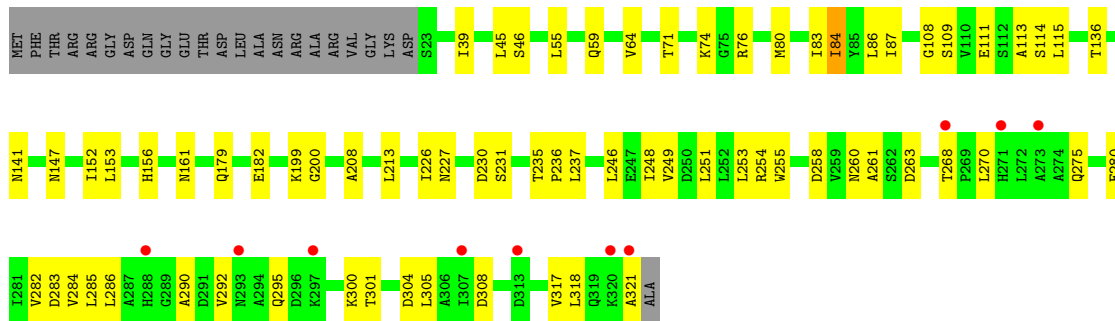 MET PHE THR ARG ARG GLY ASP GLN GLY GLY GLU THR ASP LEU ALA ASN ARG ALA ARG VAL GLY LYS ASP S23 I39 L45 S46 L55 Q59 V64 T71 K74 G75 R76 M80 I83 I84 Y85 L86 I87 G108 S109 V110 E111 S112 A113 S114 L115 T136
N141 N147 I152 L153 H156 N161 Q179 E182 K199 G200 A208 L213 I226 N227 D230 S231 T235 P236 L237 L246 E247 I248 V249 D250 L251 L252 L253 R254 W255 D258 V259 N260 A261 S262 D263 T268 P269 L270 H271 L272 A273 A274 Q275 E280
I281 V282 D283 V284 L285 L286 A287 H288 G289 A290 D291 V292 N293 A294 Q295 D296 K297 K300 T301 D304 L305 A306 I307 D308 D313 V317 L318 Q319 K320 A321 ALA